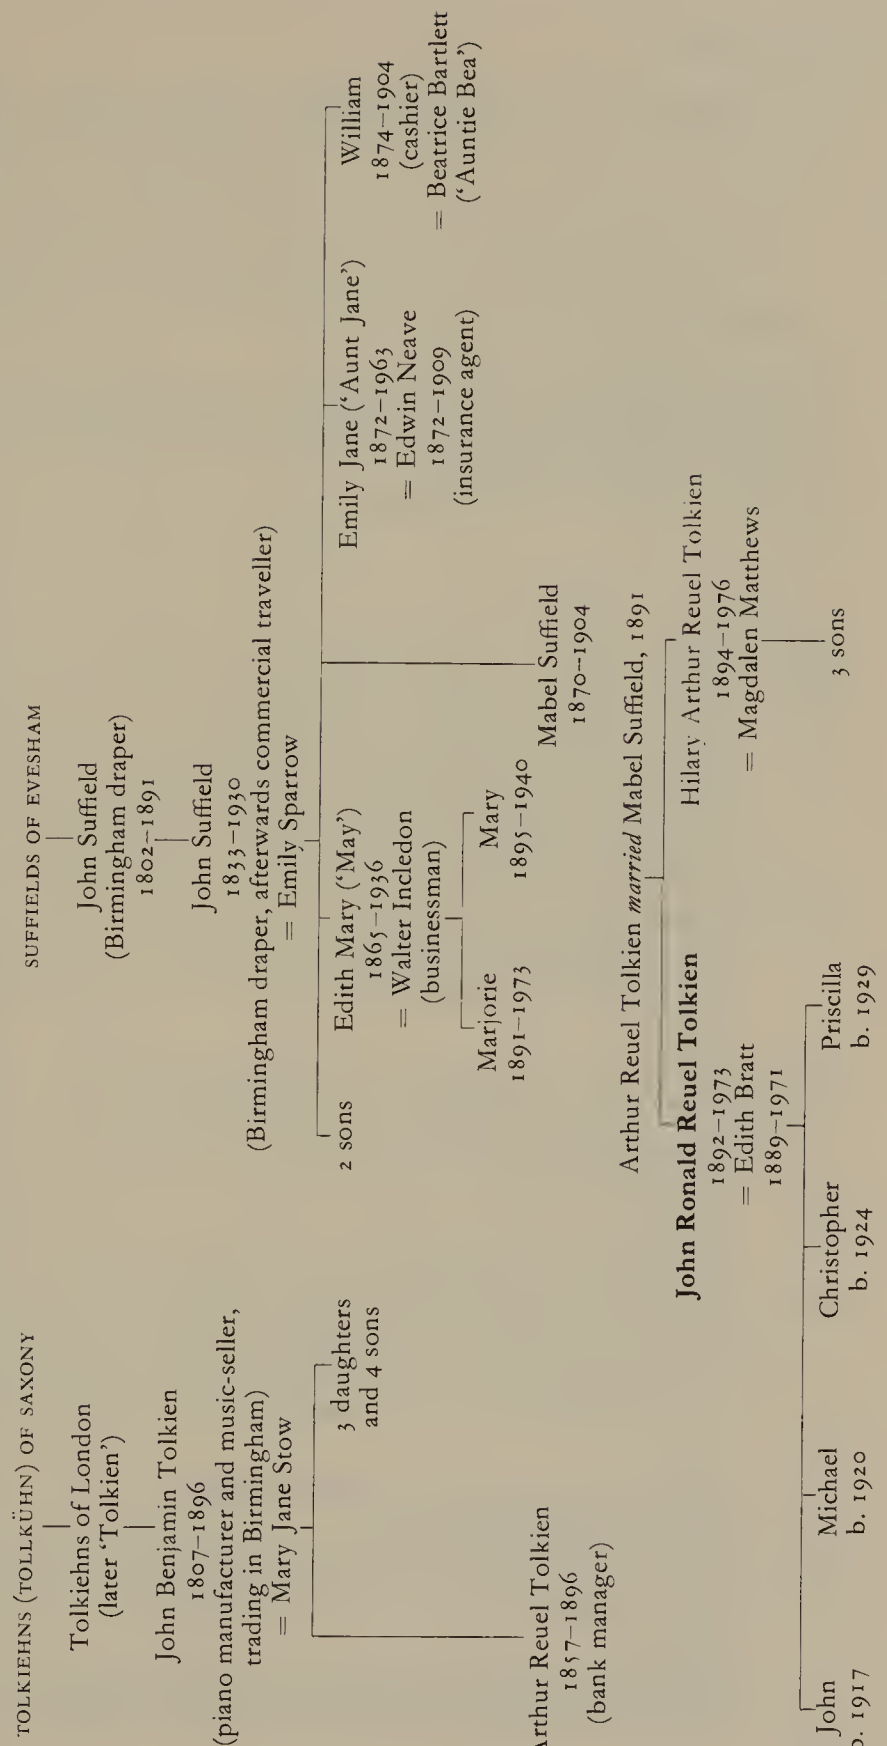 TOLKIEHNS (TOLLKÜHN) OF SAXONY
Tolkiehns of London
(later ‘Tolkien’)
John Benjamin Tolkien
1807–1896
(piano manufacturer and music-seller,
trading in Birmingham)
= Mary Jane Stow
3 daughters
and 4 sons
Arthur Reuel Tolkien
1857–1896
(bank manager)
SUFFIELDS OF EVESHAM
John Suffield
(Birmingham draper)
1802–1891
John Suffield
1833–1930
(Birmingham draper, afterwards commercial traveller)
= Emily Sparrow
2 sons
Edith Mary (‘May’)
1865–1936
= Walter Incledon
(businessman)
Marjorie
1891–1973
Mary
1895–1940
Mabel Suffield
1870–1904
Emily Jane (‘Aunt Jane’)
1872–1963
= Edwin Neave
1872–1909
(insurance agent)
William
1874–1904
(cashier)
= Beatrice Bartlett
(‘Auntie Bea’)
Arthur Reuel Tolkien married Mabel Suffield, 1891
John Ronald Reuel Tolkien
1892–1973
= Edith Bratt
1889–1971
Hilary Arthur Reuel Tolkien
1894–1976
= Magdalen Matthews
3 sons
John
b. 1917
Michael
b. 1920
Christopher
b. 1924
Priscilla
b. 1929